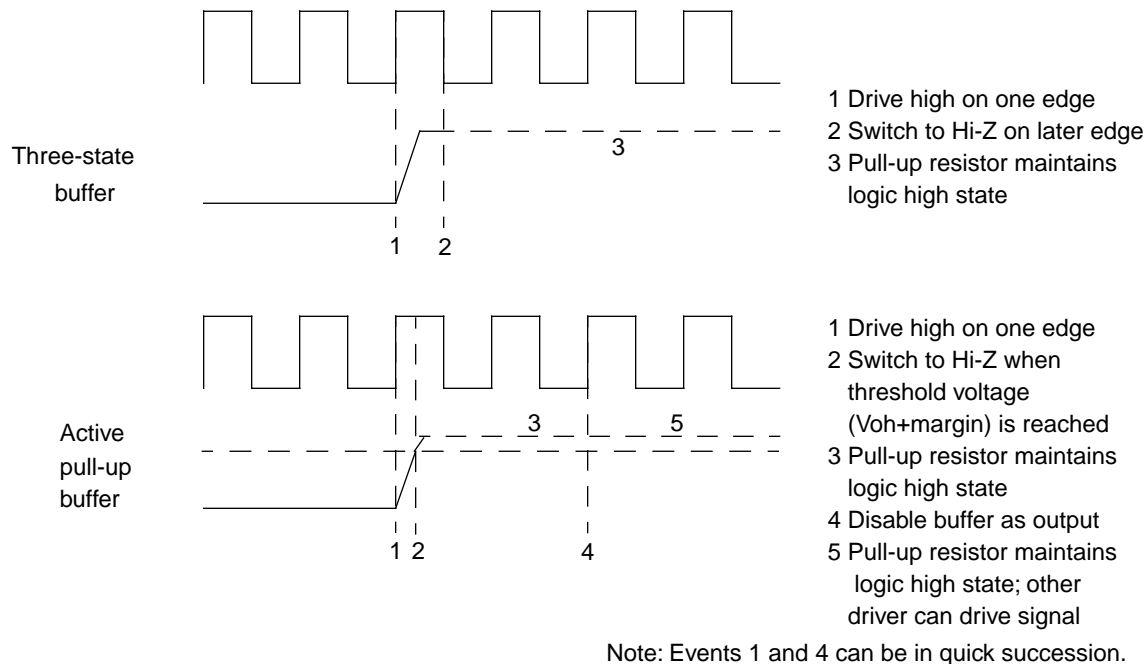 1 Drive high on one edge
2 Switch to Hi-Z on later edge
3 Pull-up resistor maintains
logic high state
Three-state
buffer
3
1
2
1 Drive high on one edge
2 Switch to Hi-Z when
threshold voltage
(Voh+margin) is reached
3 Pull-up resistor maintains
logic high state
4 Disable buffer as output
5 Pull-up resistor maintains
logic high state; other
driver can drive signal
Active
pull-up
buffer
3
5
1
2
4
Note: Events 1 and 4 can be in quick succession.